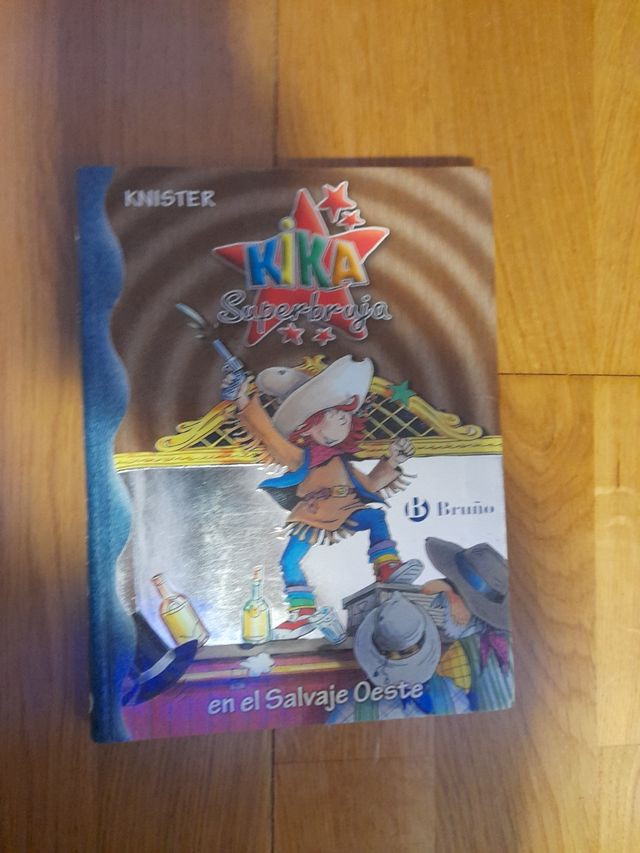 KNISTER
KiKA
Superbruja
B Bruño
en el Salvaje Oeste